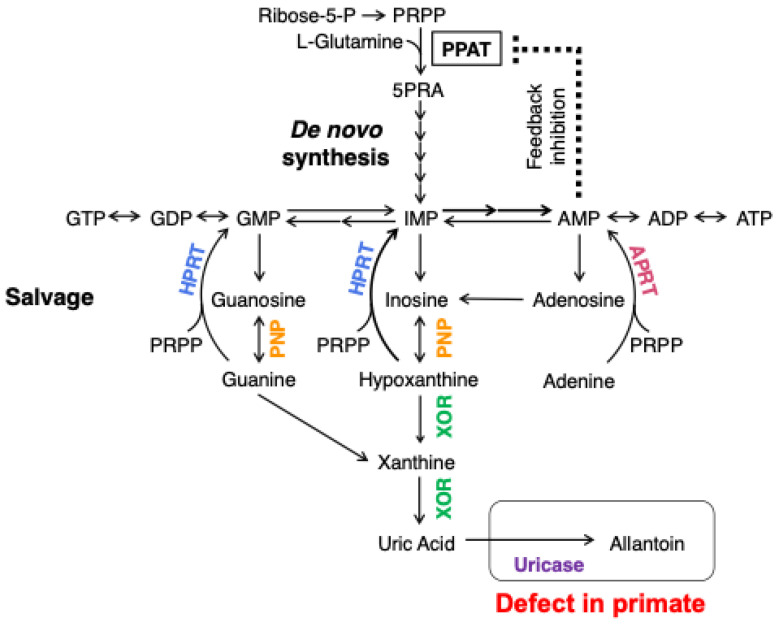 Ribose-5-P → PRPP
L-Glutamine
PPAT
5PRA
Feedback
inhibition
De novo
synthesis
GTP ↔ GDP ↔ GMP IMP AMP ↔ ADP ↔ ATP
HPRT HPRT APRT
Salvage
Guanosine Inosine Adenosine
PRPP PNP PRPP PNP PRPP
Guanine Hypoxanthine Adenine
XOR
Xanthine
XOR
Uric Acid Allantoin
Uricase
Defect in primate